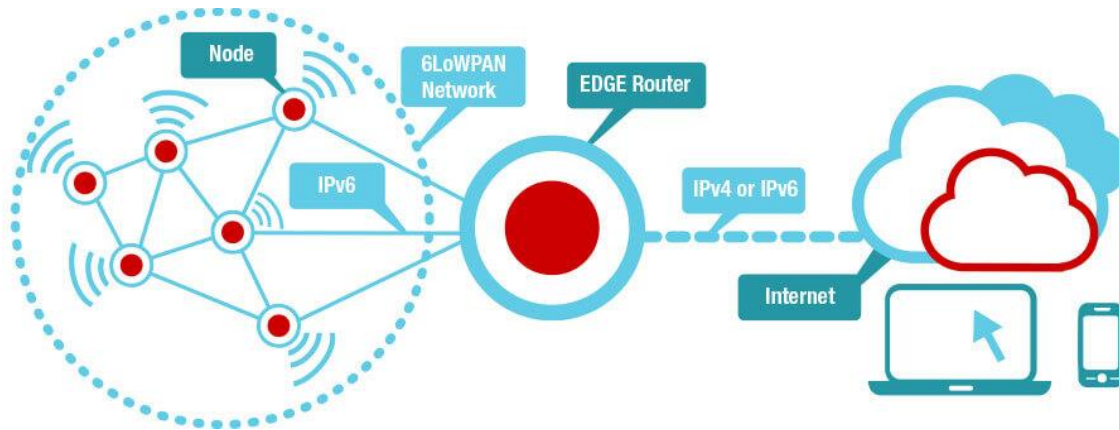 Node
6LoWPAN
Network
EDGE Router
IPv6
IPv4 or IPv6
Internet